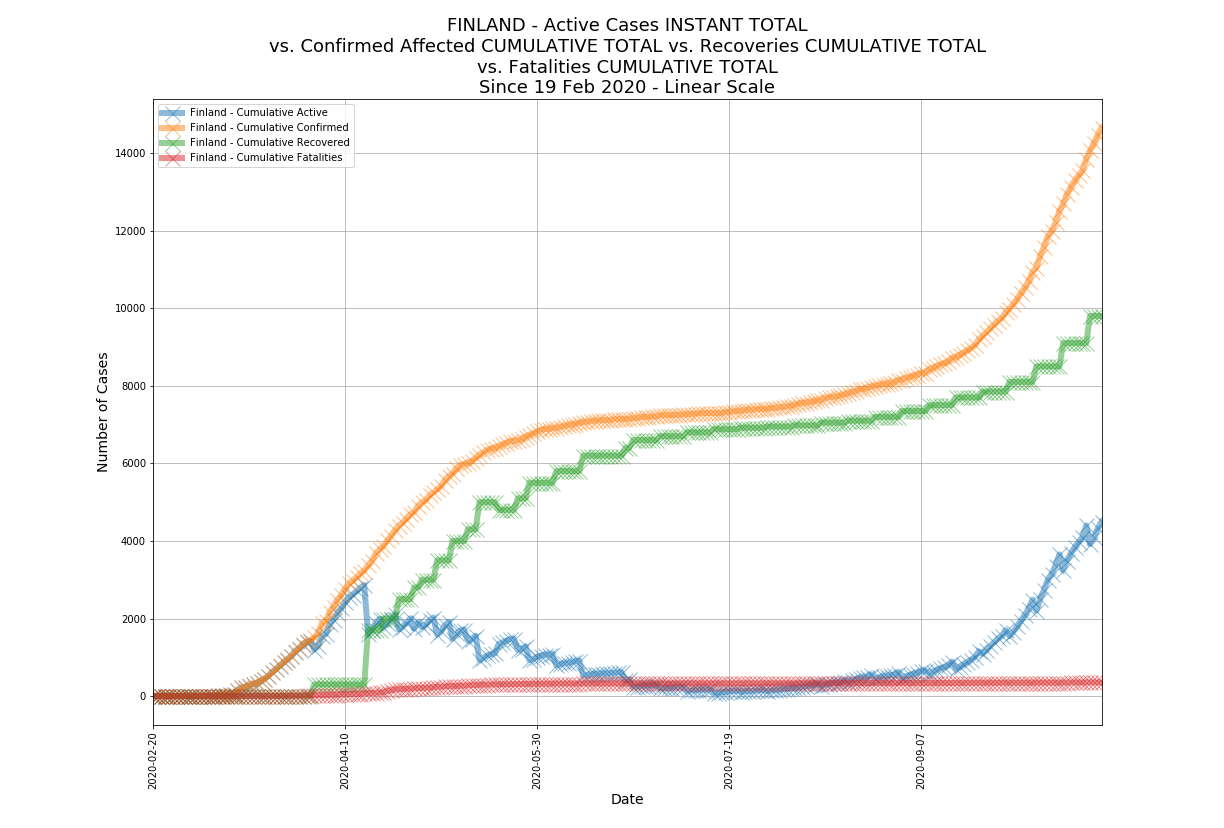 FINLAND - Active Cases INSTANT TOTAL
vs. Confirmed Affected CUMULATIVE TOTAL vs. Recoveries CUMULATIVE TOTAL
vs. Fatalities CUMULATIVE TOTAL
Since 19 Feb 2020 - Linear Scale
Finland - Cumulative Active
Finland - Cumulative Confirmed
Finland - Cumulative Recovered
Finland - Cumulative Fatalities
Number of Cases
14000
12000
10000
8000
6000
4000
2000
0
2020-02-20
2020-04-10
2020-05-30
2020-07-19
2020-09-07
Date